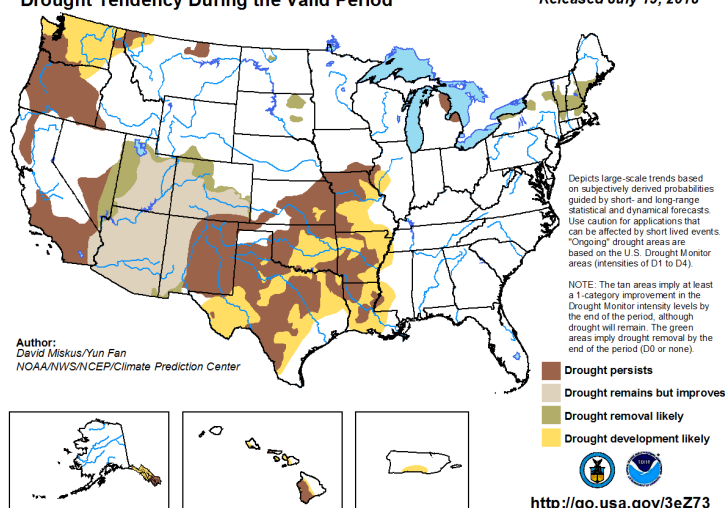 Drought Tendency During the Valid Period
Depicts large-scale trends based
on subjectively derived probabilities
guided by short- and long-range
statistical and dynamical forecasts.
Use caution for applications that
can be affected by short lived events.
"Ongoing" drought areas are
based on the U.S. Drought Monitor
areas (intensities of D1 to D4).
NOTE: The tan areas imply at least
a 1-category improvement in the
Drought Monitor intensity levels by
the end of the period, although
drought will remain. The green
areas imply drought removal by the
end of the period (D0 or none).
Author:
David Miskus/Yun Fan
NOAA/NWS/NCEP/Climate Prediction Center
Drought persists
Drought remains but improves
Drought removal likely
Drought development likely
http://go.usa.gov/3eZ73